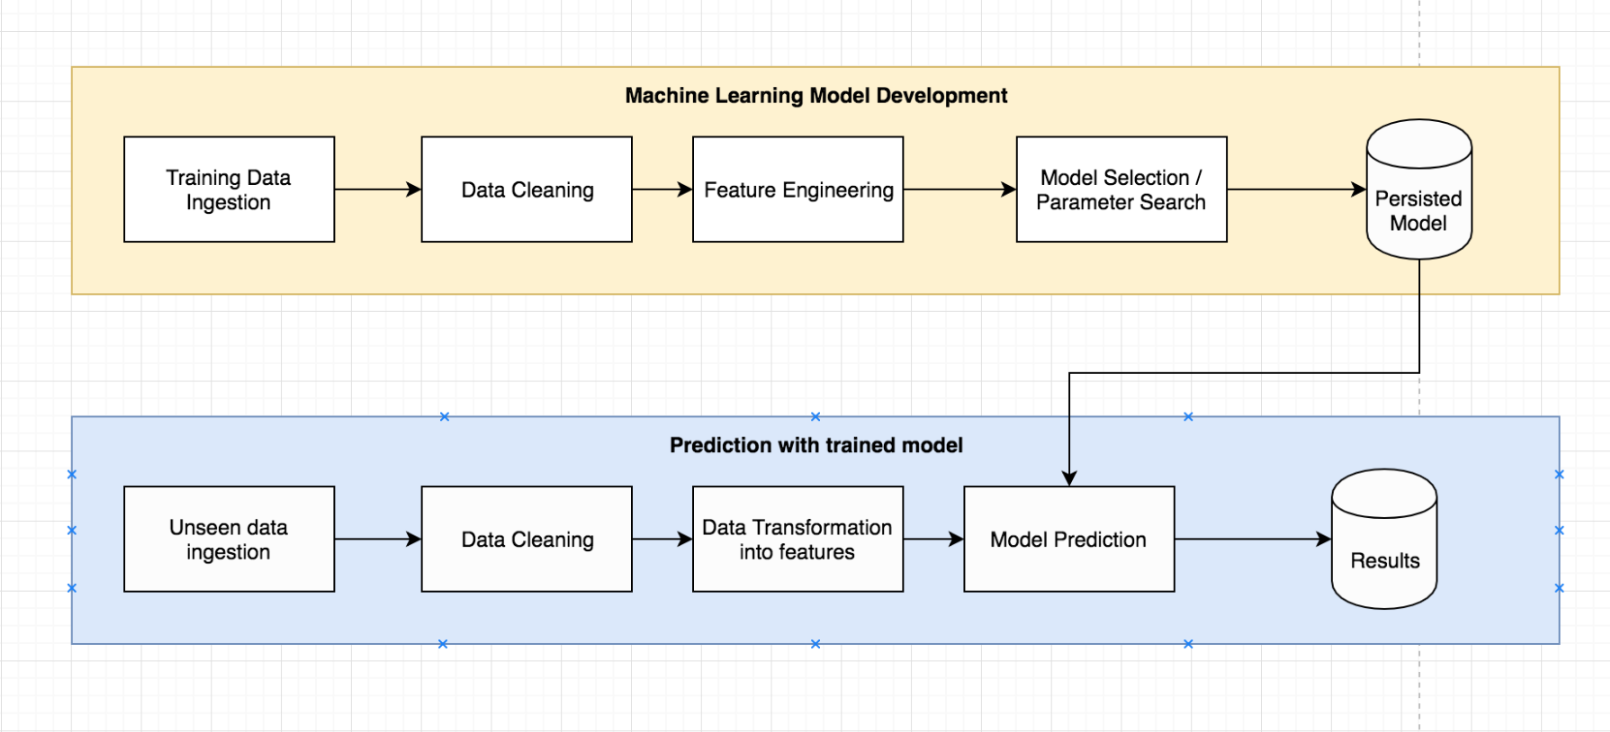 Machine Learning Model Development
Training Data
Ingestion
Data Cleaning
Feature Engineering
Model Selection /
Parameter Search
Persisted
Model
Prediction with trained model
Unseen data
ingestion
Data Cleaning
Data Transformation
into features
Model Prediction
Results